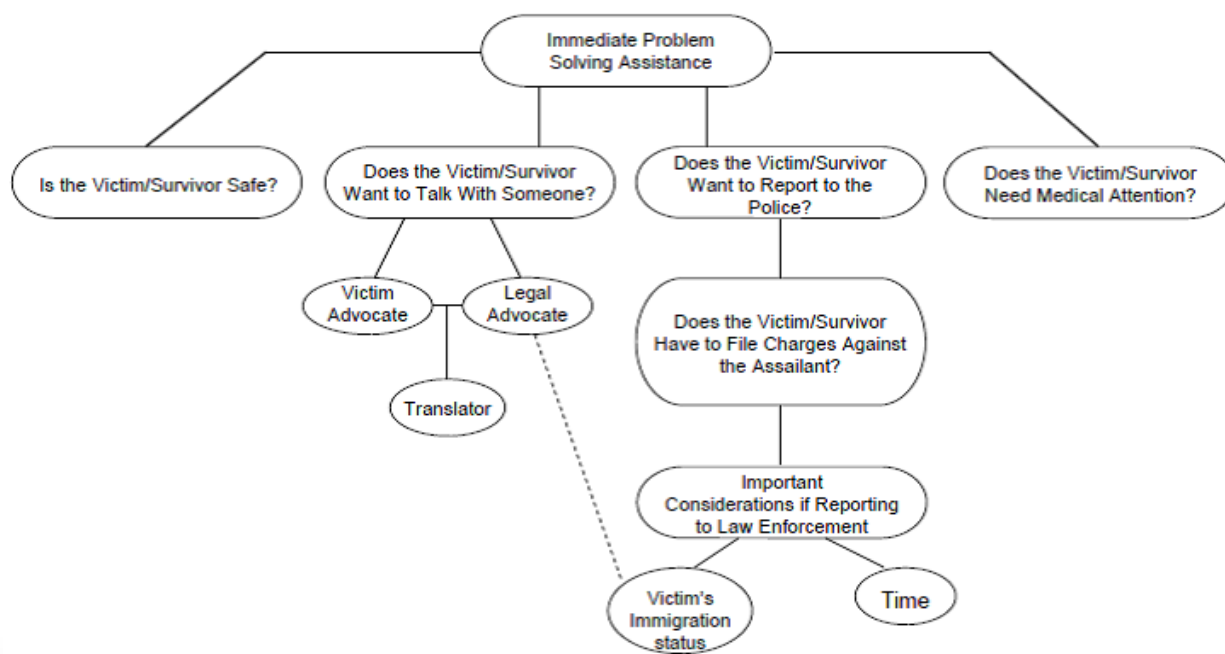 Immediate Problem
Solving Assistance
Is the Victim/Survivor Safe?
Does the Victim/Survivor
Want to Talk With Someone?
Does the Victim/Survivor
Want to Report to the
Police?
Does the Victim/Survivor
Need Medical Attention?
Victim
Advocate
Legal
Advocate
Translator
Does the Victim/Survivor
Have to File Charges Against
the Assailant?
Important
Considerations if Reporting
to Law Enforcement
Victim's
Immigration
status
Time